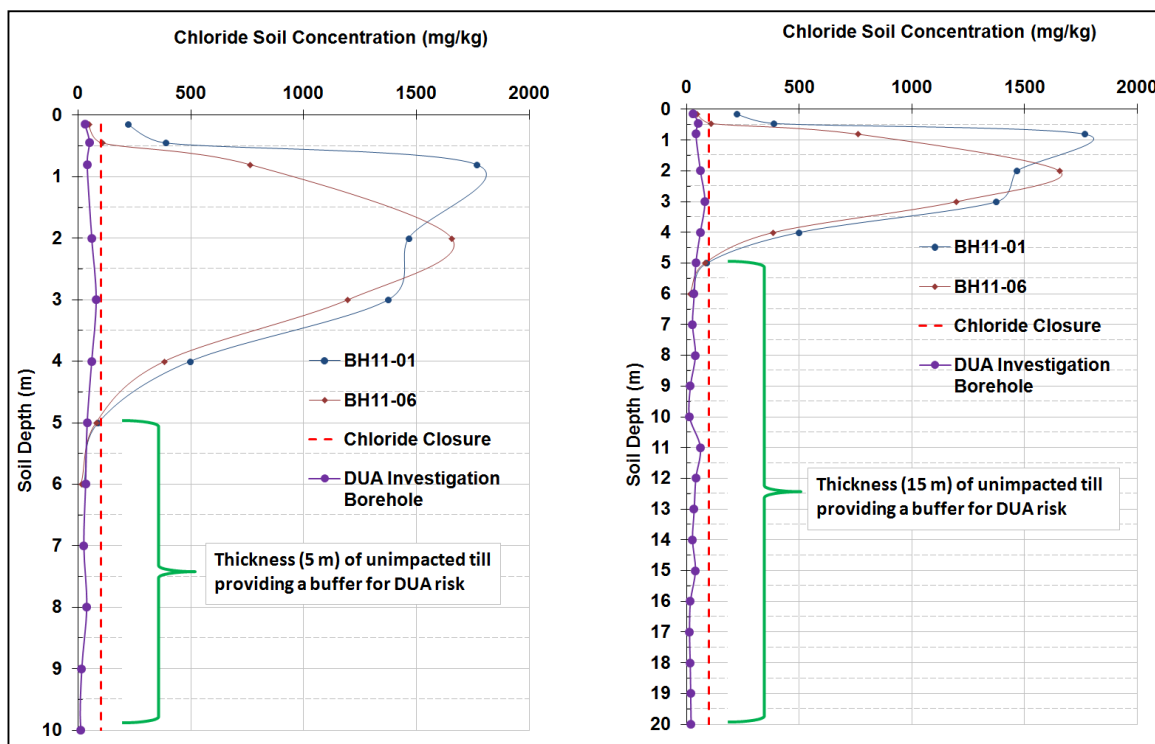 Chloride Soil Concentration (mg/kg)
0 500 1000 1500 2000
Soil Depth (m)
0
1
2
3
4
5
6
7
8
9
10
BH11-01
BH11-06
Chloride Closure
DUA Investigation
Borehole
Thickness (5 m) of unimpacted till
providing a buffer for DUA risk
Chloride Soil Concentration (mg/kg)
0 500 1000 1500 2000
Soil Depth (m)
0
1
2
3
4
5
6
7
8
9
10
11
12
13
14
15
16
17
18
19
20
BH11-01
BH11-06
Chloride Closure
DUA Investigation
Borehole
Thickness (15 m) of unimpacted till
providing a buffer for DUA risk